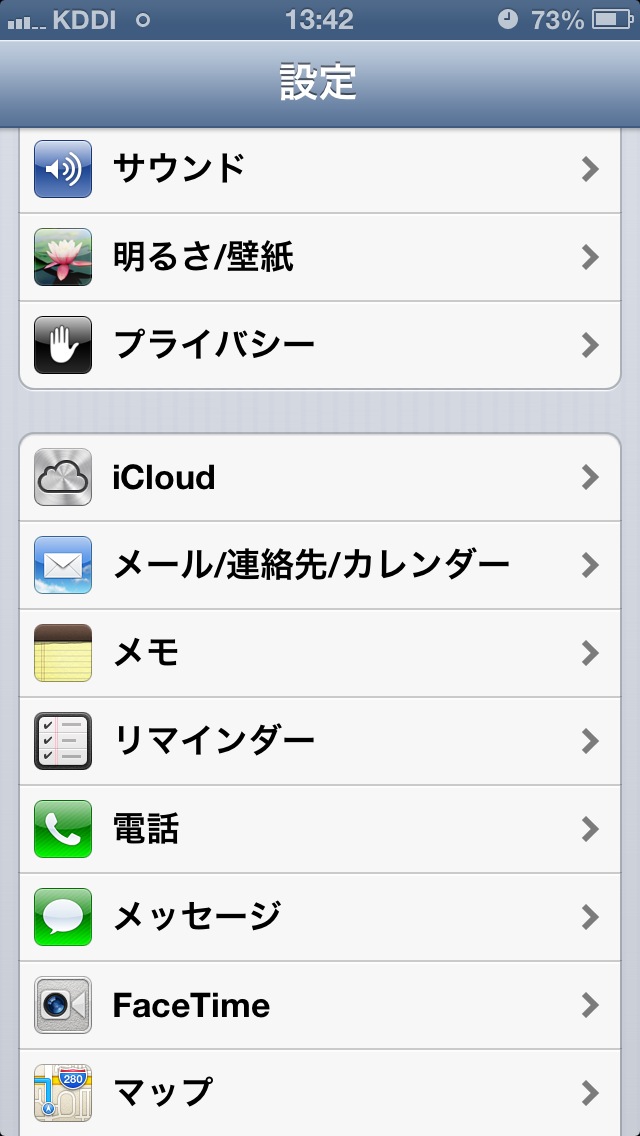 KDDI 13:42 73%
設定
サウンド
明るさ/壁紙
プライバシー
iCloud
メール/連絡先/カレンダー
メモ
リマインダー
電話
メッセージ
FaceTime
280
マップ